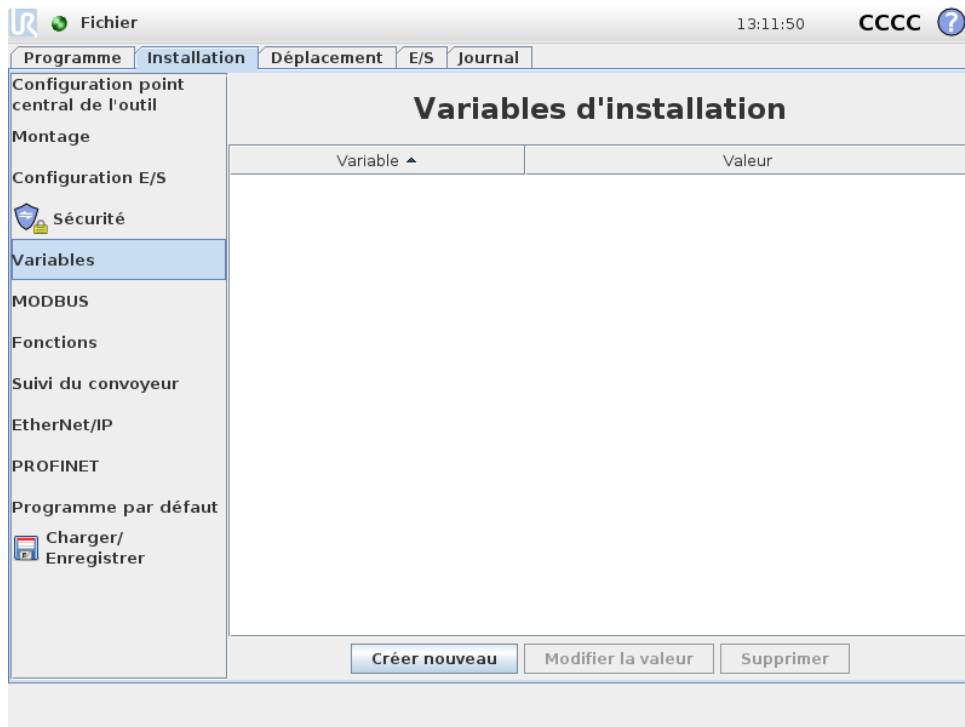 UR Fichier 13:11:50 CCCC ?
Programme Installation Déplacement E/S Journal
Configuration point
central de l'outil
Montage
Configuration E/S
Sécurité
Variables
MODBUS
Fonctions
Suivi du convoyeur
EtherNet/IP
PROFINET
Programme par défaut
Charger/
Enregistrer
Variables d'installation
Variable Valeur
Créer nouveau Modifier la valeur Supprimer